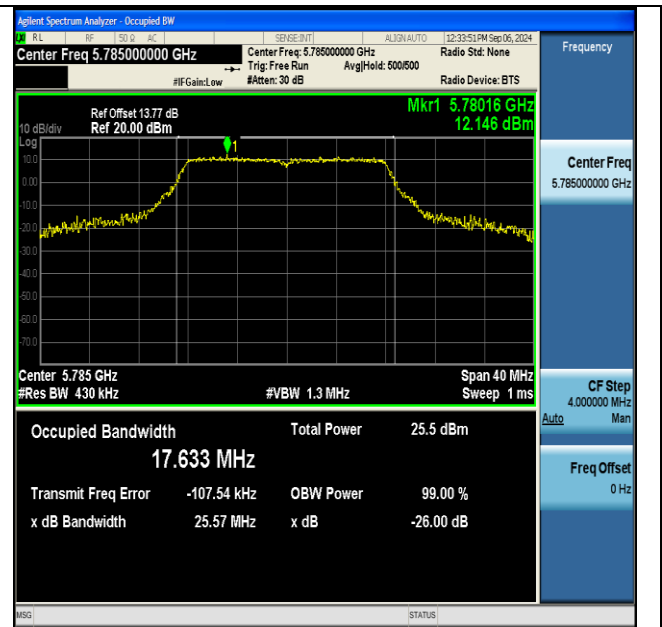 Agilent Spectrum Analyzer - Occupied BW
LXI RL RF 50 Ω AC SENSE:INT ALIGN AUTO 12:33:51 PM Sep 06, 2024
Center Freq 5.785000000 GHz
Center Freq: 5.785000000 GHz Radio Std: None
Trig: Free Run Avg|Hold: 500/500
#IFGain:Low #Atten: 30 dB Radio Device: BTS
Frequency
Ref Offset 13.77 dB Mkr1 5.78016 GHz
10 dB/div Ref 20.00 dBm 12.146 dBm
Log
1
10.0
0.00
-10.0
-20.0
-30.0
-40.0
-50.0
-60.0
-70.0
Center 5.785 GHz Span 40 MHz
#Res BW 430 kHz #VBW 1.3 MHz Sweep 1 ms
Occupied Bandwidth Total Power 25.5 dBm
17.633 MHz
Transmit Freq Error -107.54 kHz OBW Power 99.00 %
x dB Bandwidth 25.57 MHz x dB -26.00 dB
Center Freq
5.785000000 GHz
CF Step
4.000000 MHz
Auto Man
Freq Offset
0 Hz
MSG STATUS